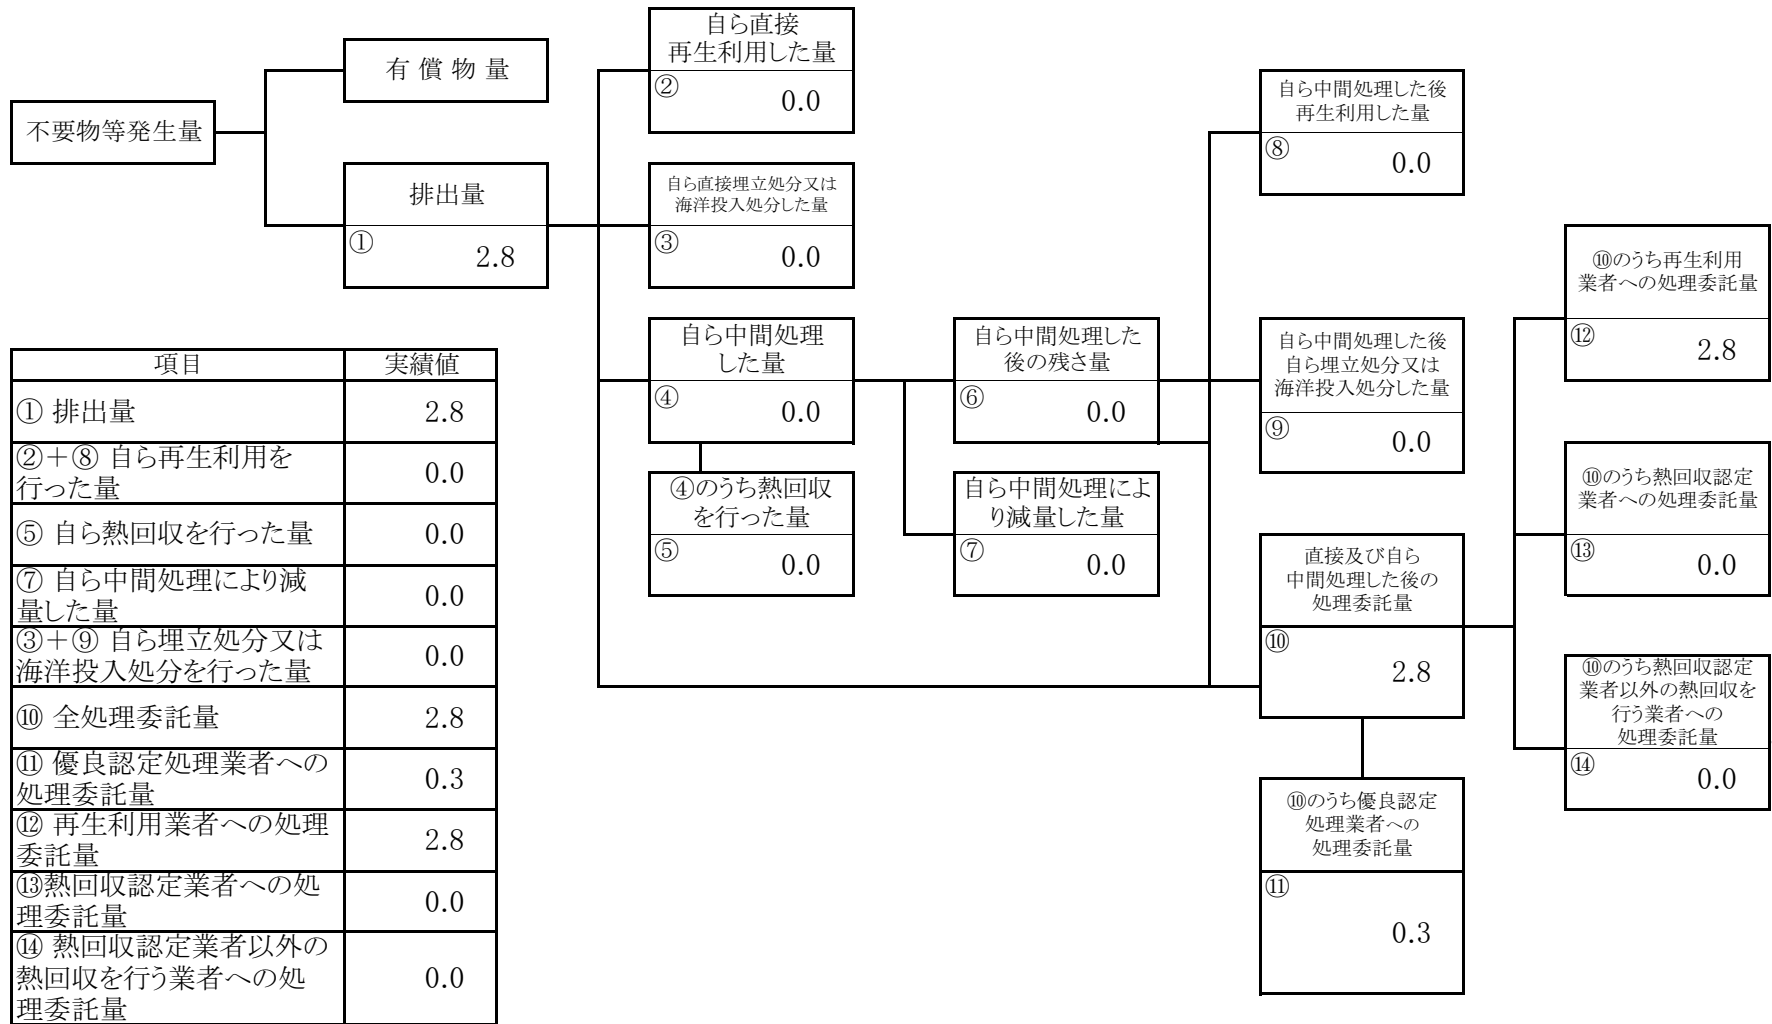 不要物等発生量
有 償 物 量
排出量
①
2.8
自ら直接
再生利用した量
②
0.0
自ら直接埋立処分又は
海洋投入処分した量
③
0.0
自ら中間処理
した量
④
0.0
④のうち熱回収
を行った量
⑤
0.0
自ら中間処理した
後の残さ量
⑥
0.0
自ら中間処理によ
り減量した量
⑦
0.0
自ら中間処理した後
再生利用した量
⑧
0.0
自ら中間処理した後
自ら埋立処分又は
海洋投入処分した量
⑨
0.0
直接及び自ら
中間処理した後の
処理委託量
⑩
2.8
⑩のうち優良認定
処理業者への
処理委託量
⑪
0.3
⑩のうち再生利用
業者への処理委託量
⑫
2.8
⑩のうち熱回収認定
業者への処理委託量
⑬
0.0
⑩のうち熱回収認定
業者以外の熱回収を
行う業者への
処理委託量
⑭
0.0
項目 実績値
① 排出量 2.8
②＋⑧ 自ら再生利用を
行った量 0.0
⑤ 自ら熱回収を行った量 0.0
⑦ 自ら中間処理により減
量した量 0.0
③＋⑨ 自ら埋立処分又は
海洋投入処分を行った量 0.0
⑩ 全処理委託量 2.8
⑪ 優良認定処理業者への
処理委託量 0.3
⑫ 再生利用業者への処理
委託量 2.8
⑬熱回収認定業者への処
理委託量 0.0
⑭ 熱回収認定業者以外の
熱回収を行う業者への処
理委託量 0.0